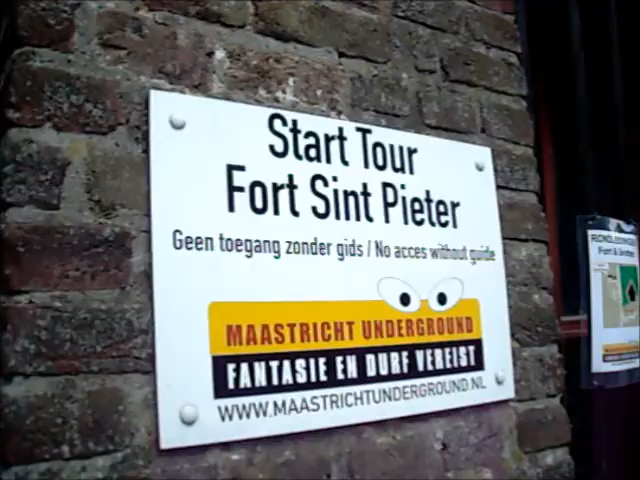 Start Tour
Fort Sint Pieter
Geen toegang zonder gids / No acces without guide
MAASTRICHT UNDERGROUND
FANTASIE EN DURF VEREIST
WWW.MAASTRICHTUNDERGROUND.NL